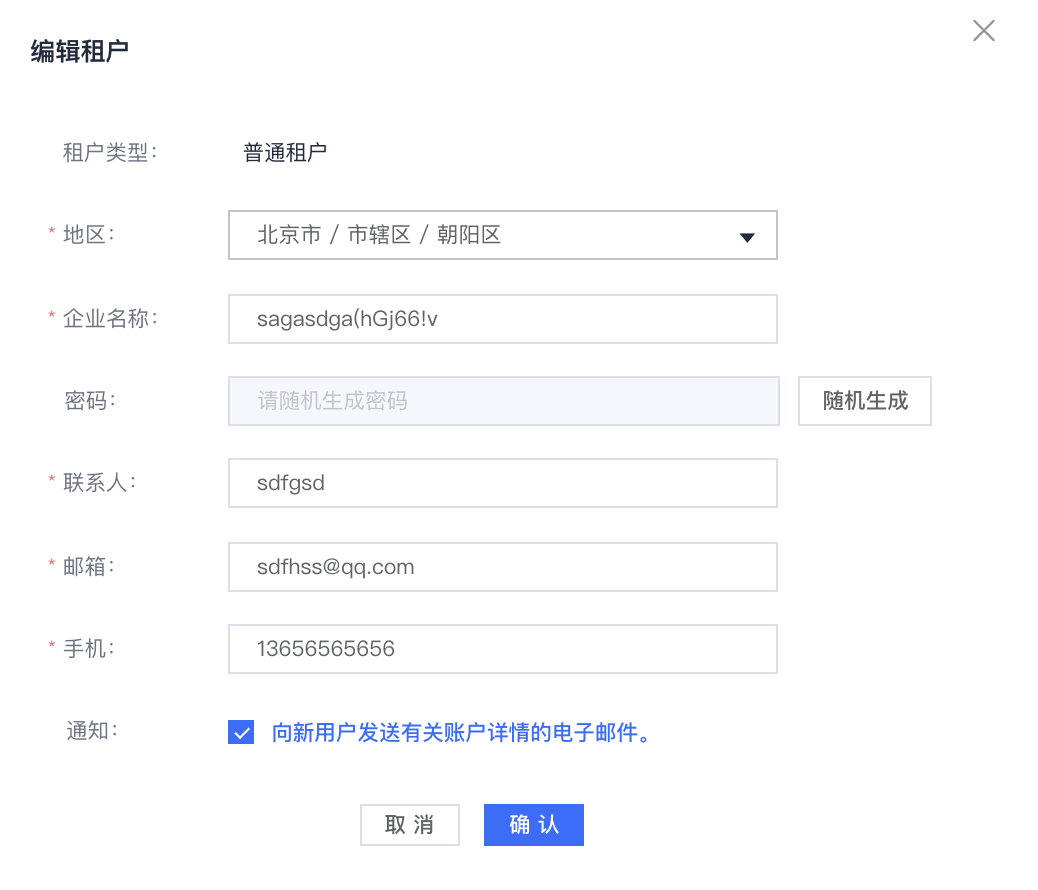 编辑租户
租户类型: 普通租户
* 地区: 北京市 / 市辖区 / 朝阳区
* 企业名称: sagasdga(hGj66!v
密码: 请随机生成密码 随机生成
* 联系人: sdfgsd
* 邮箱: sdfhss@qq.com
* 手机: 13656565656
通知: 向新用户发送有关账户详情的电子邮件。
取 消 确 认